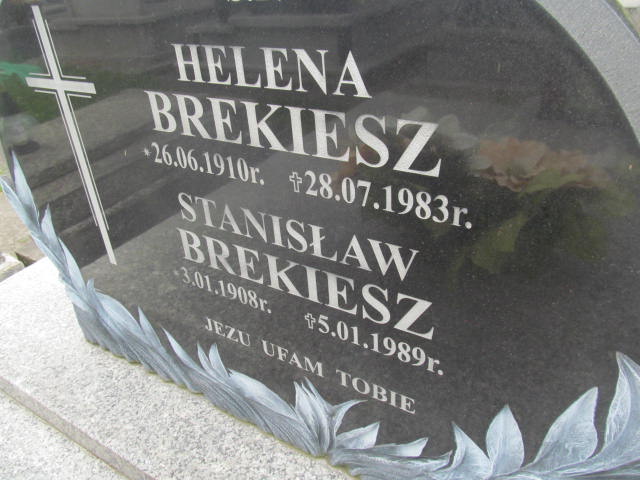 HELENA
BREKIESZ
*26.06.1910r. ✝28.07.1983r.
STANISŁAW
BREKIESZ
*3.01.1908r. ✝5.01.1989r.
JEZU UFAM TOBIE